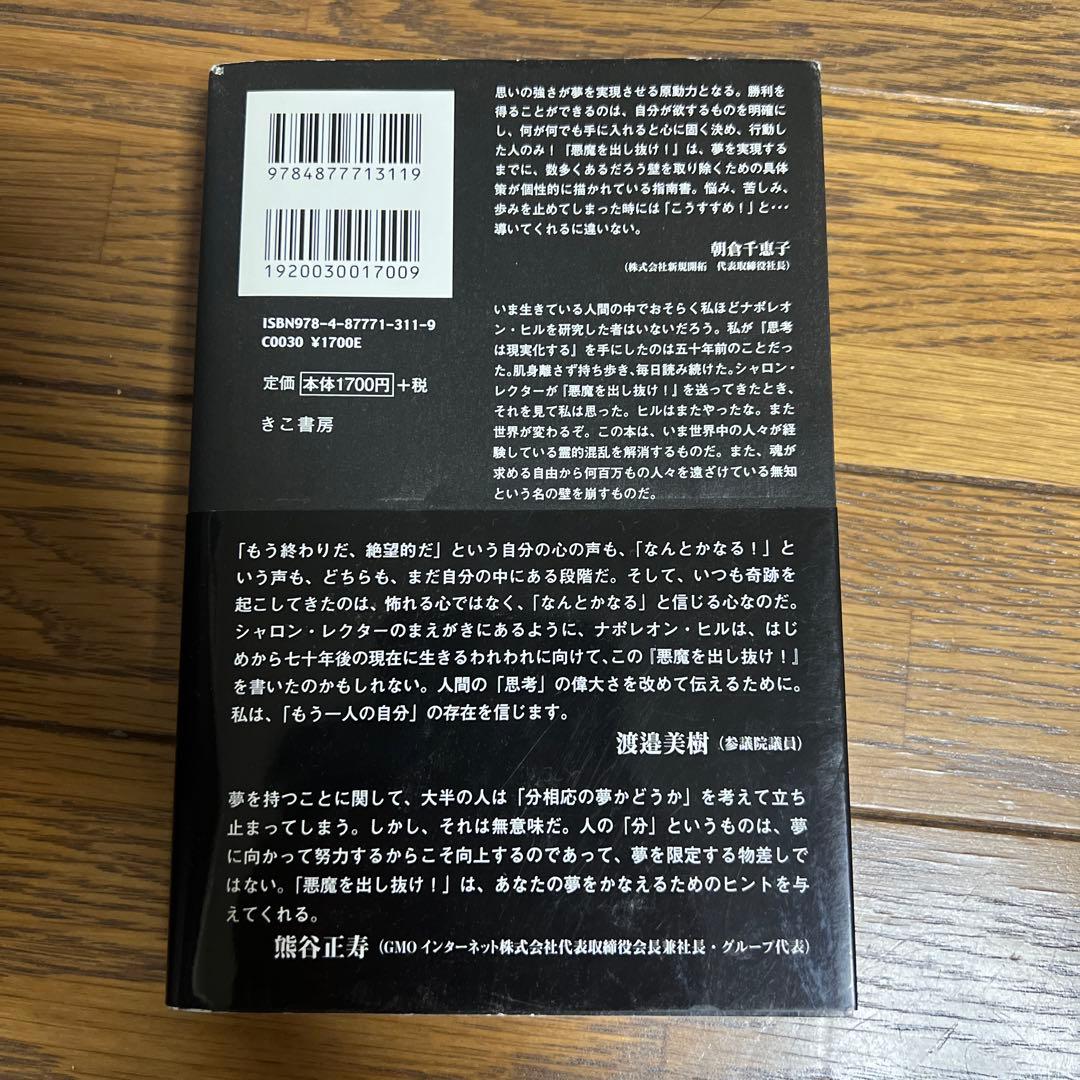 9784877713119
1920030017009
ISBN978-4-87771-311-9
C0030 ¥1700E
定価 本体1700円+税
きこ書房
思いの強さが夢を実現させる原動力となる。勝利を
得ることができるのは、自分が欲するものを明確に
し、何が何でも手に入れると心に固く決め、行動し
た人のみ！『悪魔を出し抜け！』は、夢を実現する
までに、数多くあるだろう壁を取り除くための具体
策が個性的に描かれている指南書。悩み、苦しみ、
歩みを止めてしまった時には「こうすすめ！」と…
導いてくれるに違いない。
朝倉千恵子
（株式会社新規開拓　代表取締役社長）
いま生きている人間の中でおそらく私ほどナポレオ
ン・ヒルを研究した者はいないだろう。私が『思考
は現実化する』を手にしたのは五十年前のことだっ
た。肌身離さず持ち歩き、毎日読み続けた。シャロン・
レクターが『悪魔を出し抜け！』を送ってきたとき、
それを見て私は思った。ヒルはまたやったな。また
世界が変わるぞ。この本は、いま世界中の人々が経
験している霊的混乱を解消するものだ。また、魂が
求める自由から何百万もの人々を遠ざけている無知
という名の壁を崩すものだ。
「もう終わりだ、絶望的だ」という自分の心の声も、「なんとかなる！」と
いう声も、どちらも、まだ自分の中にある段階だ。そして、いつも奇跡を
起こしてきたのは、怖れる心ではなく、「なんとかなる」と信じる心なのだ。
シャロン・レクターのまえがきにあるように、ナポレオン・ヒルは、はじ
めから七十年後の現在に生きるわれわれに向けて、この『悪魔を出し抜け！』
を書いたのかもしれない。人間の「思考」の偉大さを改めて伝えるために。
私は、「もう一人の自分」の存在を信じます。
渡邉美樹（参議院議員）
夢を持つことに関して、大半の人は「分相応の夢かどうか」を考えて立ち
止まってしまう。しかし、それは無意味だ。人の「分」というものは、夢
に向かって努力するからこそ向上するのであって、夢を限定する物差しで
はない。「悪魔を出し抜け！」は、あなたの夢をかなえるためのヒントを与
えてくれる。
熊谷正寿（GMOインターネット株式会社代表取締役会長兼社長・グループ代表）